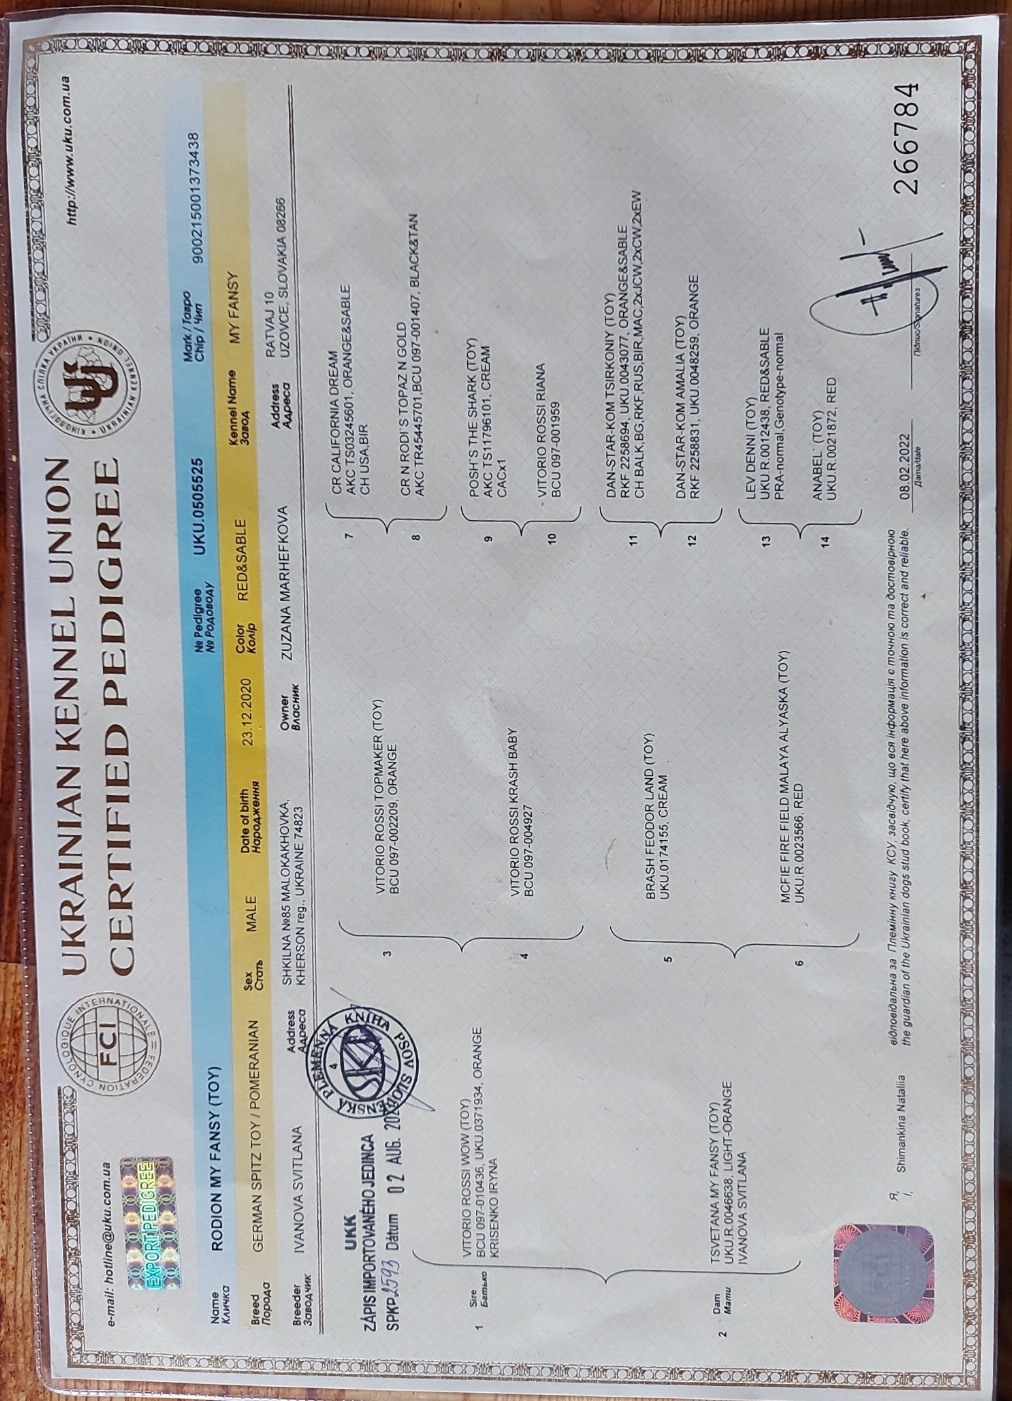 http://www.uku.com.ua
КІНОЛОГІЧНА СПІЛКА УКРАЇНИ
UKU
UKRAINIAN KENNEL UNION
CERTIFIED PEDIGREE
FEDERATION CYNOLOGIQUE INTERNATIONALE
FCI
e-mail: hotline@uku.com.ua
EXPORT PEDIGREE
Name RODION MY FANSY (TOY) № Pedigree UKU.0505525 Mark / Тавро 900215001373438
Кличка № Родоводу Chip / Чип
Breed GERMAN SPITZ TOY / POMERANIAN Sex MALE Date of birth 23.12.2020 Color RED&SABLE Kennel Name MY FANSY
Порода Стать Народження Колір Завод
Breeder IVANOVA SVITLANA Address SHKILNA №85 MALOKAKHOVKA, Owner ZUZANA MARHEFKOVA Address RATVAJ 10
Заводчик Адреса KHERSON reg., UKRAINE 74823 Власник Адреса UZOVCE, SLOVAKIA 08266
UKK
ZÁPIS IMPORTOVANÉHO JEDINCA
SPKP 2593 Dátum 02 AUG.
SLOVENSKÁ PLEMENNÁ KNIHA PSOV
4
SKP
1 Sire VITORIO ROSSI WOW (TOY)
Батько BCU 097-010436, UKU.0371934, ORANGE
KRISENKO IRYNA
2 Dam TSVETANA MY FANSY (TOY)
Мати UKU.R.0046638, LIGHT-ORANGE
IVANOVA SVITLANA
3 VITORIO ROSSI TOPMAKER (TOY)
BCU 097-002209, ORANGE
4 VITORIO ROSSI KRASH BABY
BCU 097-004927
5 BRASH FEODOR LAND (TOY)
UKU.0174155, CREAM
6 MCFIE FIRE FIELD MALAYA ALYASKA (TOY)
UKU.R.0023566, RED
7 CR CALIFORNIA DREAM
AKC TS03245601, ORANGE&SABLE
CH USA,BIR
8 CR N RODI'S TOPAZ N GOLD
AKC TR45445701,BCU 097-001407, BLACK&TAN
9 POSH'S THE SHARK (TOY)
AKC TS11796101, CREAM
CACx1
10 VITORIO ROSSI RIANA
BCU 097-001959
11 DAN-STAR-KOM TSIRKONIY (TOY)
RKF 2258694, UKU.0043077, ORANGE&SABLE
CH BALK,BG,RKF,RUS,BIR,MAC,2xJCW,2xCW,2xEW
12 DAN-STAR-KOM AMALIA (TOY)
RKF 2258831, UKU.0048259, ORANGE
13 LEV DENNI (TOY)
UKU.R.0012438, RED&SABLE
PRA-normal,Genotype-normal
14 ANABEL' (TOY)
UKU.R.0021872, RED
Я, Shimankina Nataliia відповідальна за Племінну книгу КСУ, засвідчую, що вся інформація є точною та достовірною
I, the guardian of the Ukrainian dogs stud book, certify that here above information is correct and reliable.
08.02.2022
Дата/date
Підпис/Signatures
266784
FCI